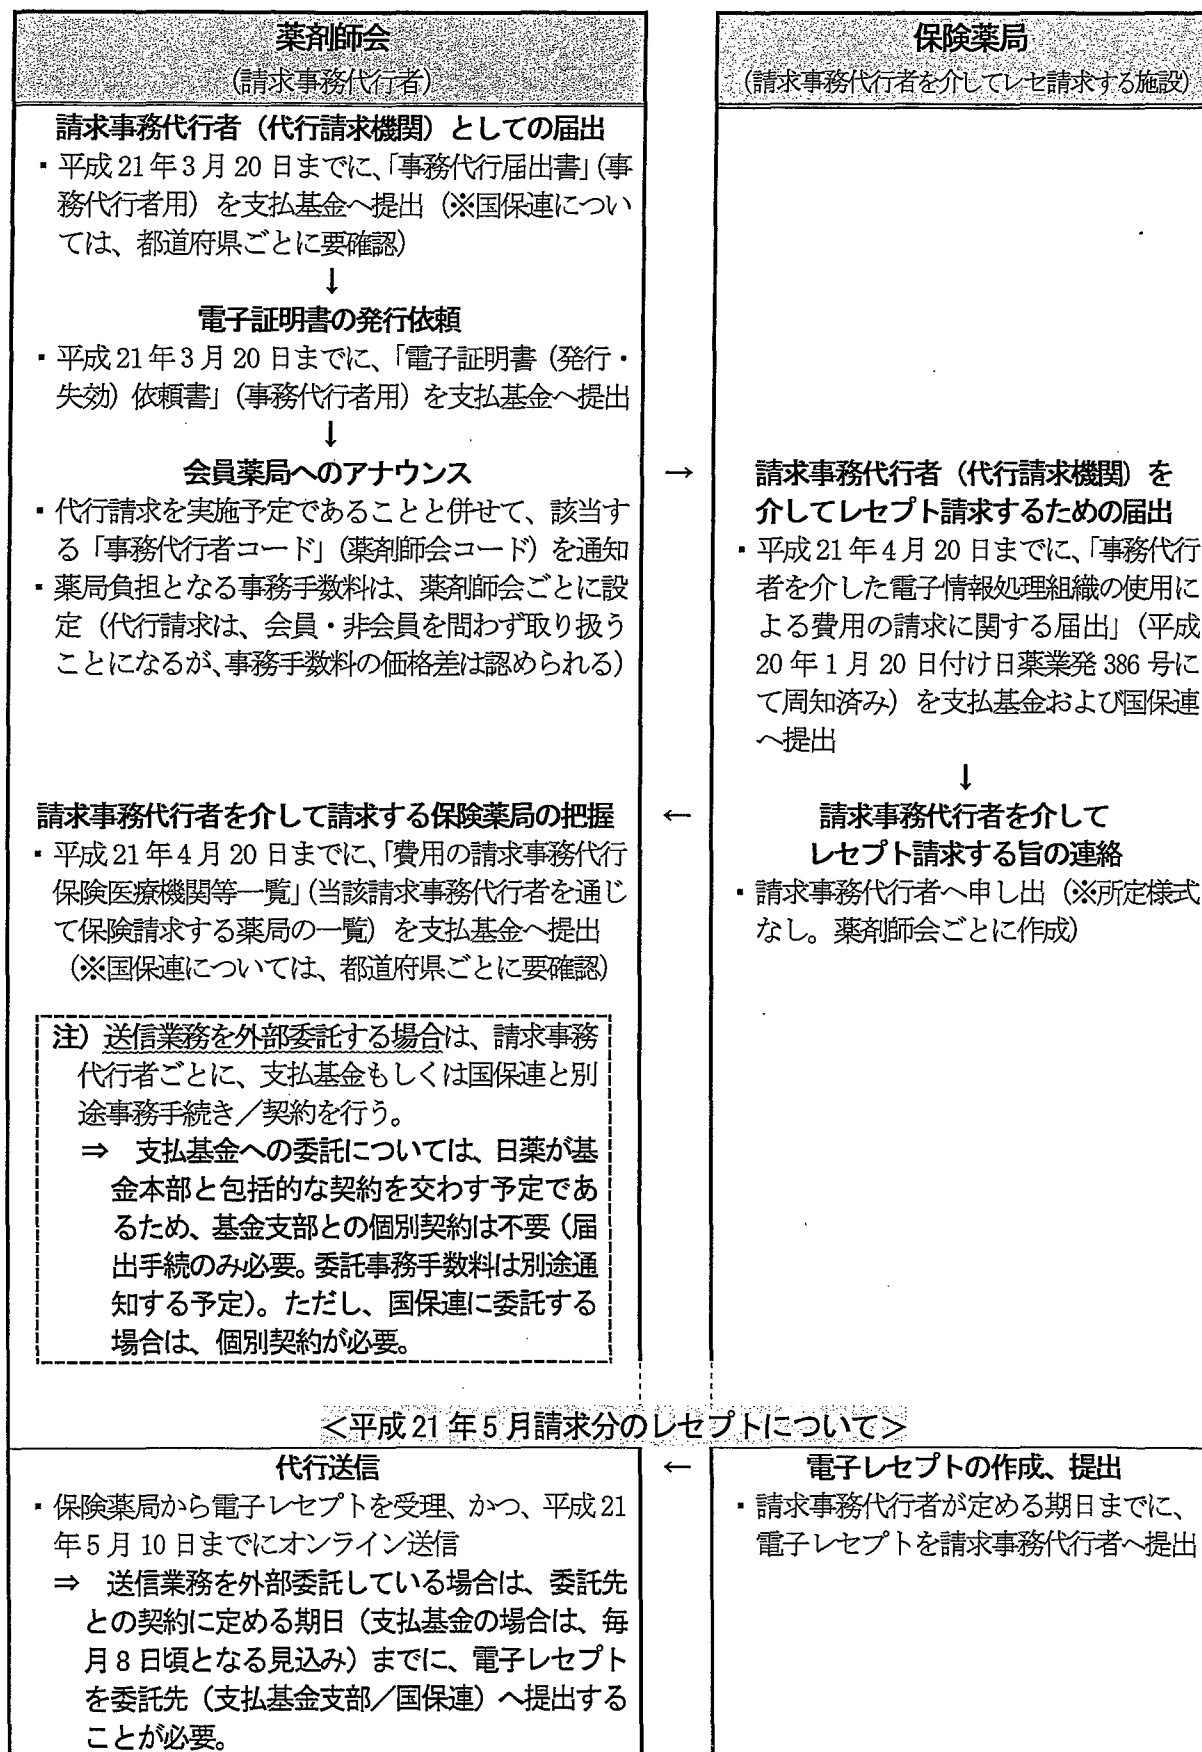 薬剤師会
(請求事務代行者)
請求事務代行者（代行請求機関）としての届出
・平成21年3月20日までに、「事務代行届出書」（事
務代行者用）を支払基金へ提出（※国保連につい
ては、都道府県ごとに要確認）
↓
電子証明書の発行依頼
・平成21年3月20日までに、「電子証明書（発行・
失効）依頼書」（事務代行者用）を支払基金へ提出
↓
会員薬局へのアナウンス
・代行請求を実施予定であることと併せて、該当す
る「事務代行者コード」（薬剤師会コード）を通知
・薬局負担となる事務手数料は、薬剤師会ごとに設
定（代行請求は、会員・非会員を問わず取り扱う
ことになるが、事務手数料の価格差は認められる）
→
保険薬局
(請求事務代行者を介してレセ請求する施設)
請求事務代行者（代行請求機関）を
介してレセプト請求するための届出
・平成21年4月20日までに、「事務代行
者を介した電子情報処理組織の使用に
よる費用の請求に関する届出」（平成
20年1月20日付け日薬業発386号に
て周知済み）を支払基金および国保連
へ提出
↓
請求事務代行者を介して
レセプト請求する旨の連絡
・請求事務代行者へ申し出（※所定様式
なし。薬剤師会ごとに作成）
←
請求事務代行者を介して請求する保険薬局の把握
・平成21年4月20日までに、「費用の請求事務代行
保険医療機関等一覧」（当該請求事務代行者を通じ
て保険請求する薬局の一覧）を支払基金へ提出
（※国保連については、都道府県ごとに要確認）
注）送信業務を外部委託する場合は、請求事務
代行者ごとに、支払基金もしくは国保連と別
途事務手続き／契約を行う。
⇒ 支払基金への委託については、日薬が基
金本部と包括的な契約を交わす予定であ
るため、基金支部との個別契約は不要（届
出手続のみ必要。委託事務手数料は別途通
知する予定）。ただし、国保連に委託する
場合は、個別契約が必要。
＜平成21年5月請求分のレセプトについて＞
代行送信
・保険薬局から電子レセプトを受理、かつ、平成21
年5月10日までにオンライン送信
⇒ 送信業務を外部委託している場合は、委託先
との契約に定める期日（支払基金の場合は、毎
月8日頃となる見込み）までに、電子レセプト
を委託先（支払基金支部／国保連）へ提出する
ことが必要。
←
電子レセプトの作成、提出
・請求事務代行者が定める期日までに、
電子レセプトを請求事務代行者へ提出